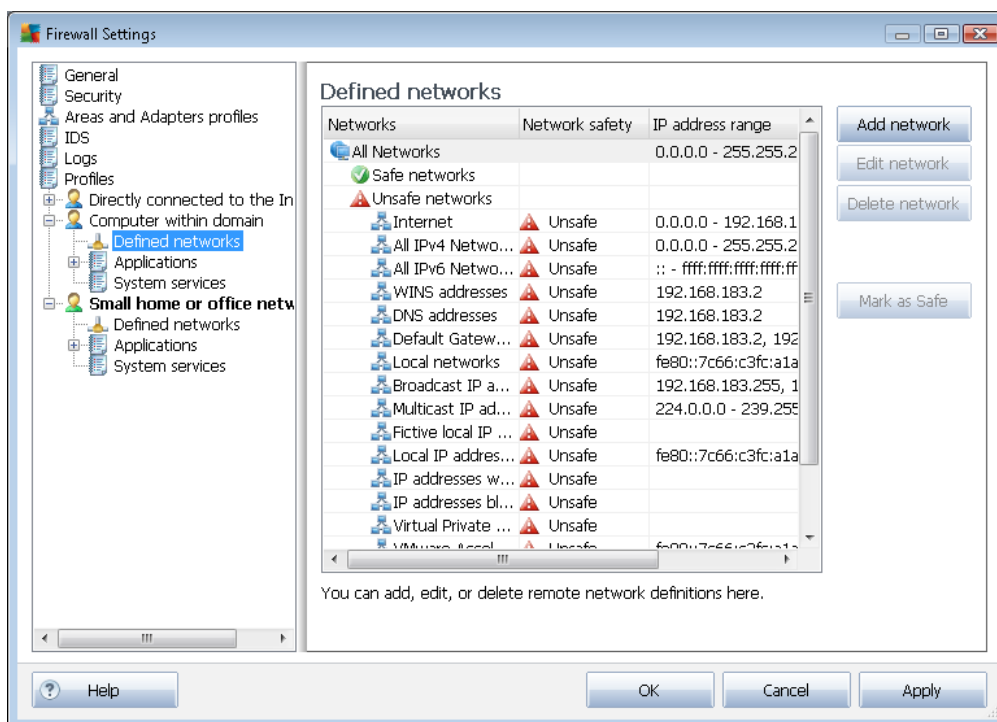 Firewall Settings
General
Security
Areas and Adapters profiles
IDS
Logs
Profiles
Directly connected to the In
Computer within domain
Defined networks
Applications
System services
Small home or office netw
Defined networks
Applications
System services
Defined networks
Networks Network safety IP address range
All Networks 0.0.0.0 - 255.255.2
Safe networks
Unsafe networks
Internet Unsafe 0.0.0.0 - 192.168.1
All IPv4 Netwo... Unsafe 0.0.0.0 - 255.255.2
All IPv6 Netwo... Unsafe :: - ffff:ffff:ffff:ffff:ff
WINS addresses Unsafe 192.168.183.2
DNS addresses Unsafe 192.168.183.2
Default Gatew... Unsafe 192.168.183.2, 192
Local networks Unsafe fe80::7c66:c3fc:a1a
Broadcast IP a... Unsafe 192.168.183.255, 1
Multicast IP ad... Unsafe 224.0.0.0 - 239.255
Fictive local IP ... Unsafe
Local IP addres... Unsafe fe80::7c66:c3fc:a1a
IP addresses w... Unsafe
IP addresses bl... Unsafe
Virtual Private ... Unsafe
VMware Accel Unsafe fe80::7c66:c3fc:a1a
You can add, edit, or delete remote network definitions here.
Add network
Edit network
Delete network
Mark as Safe
? Help
OK
Cancel
Apply